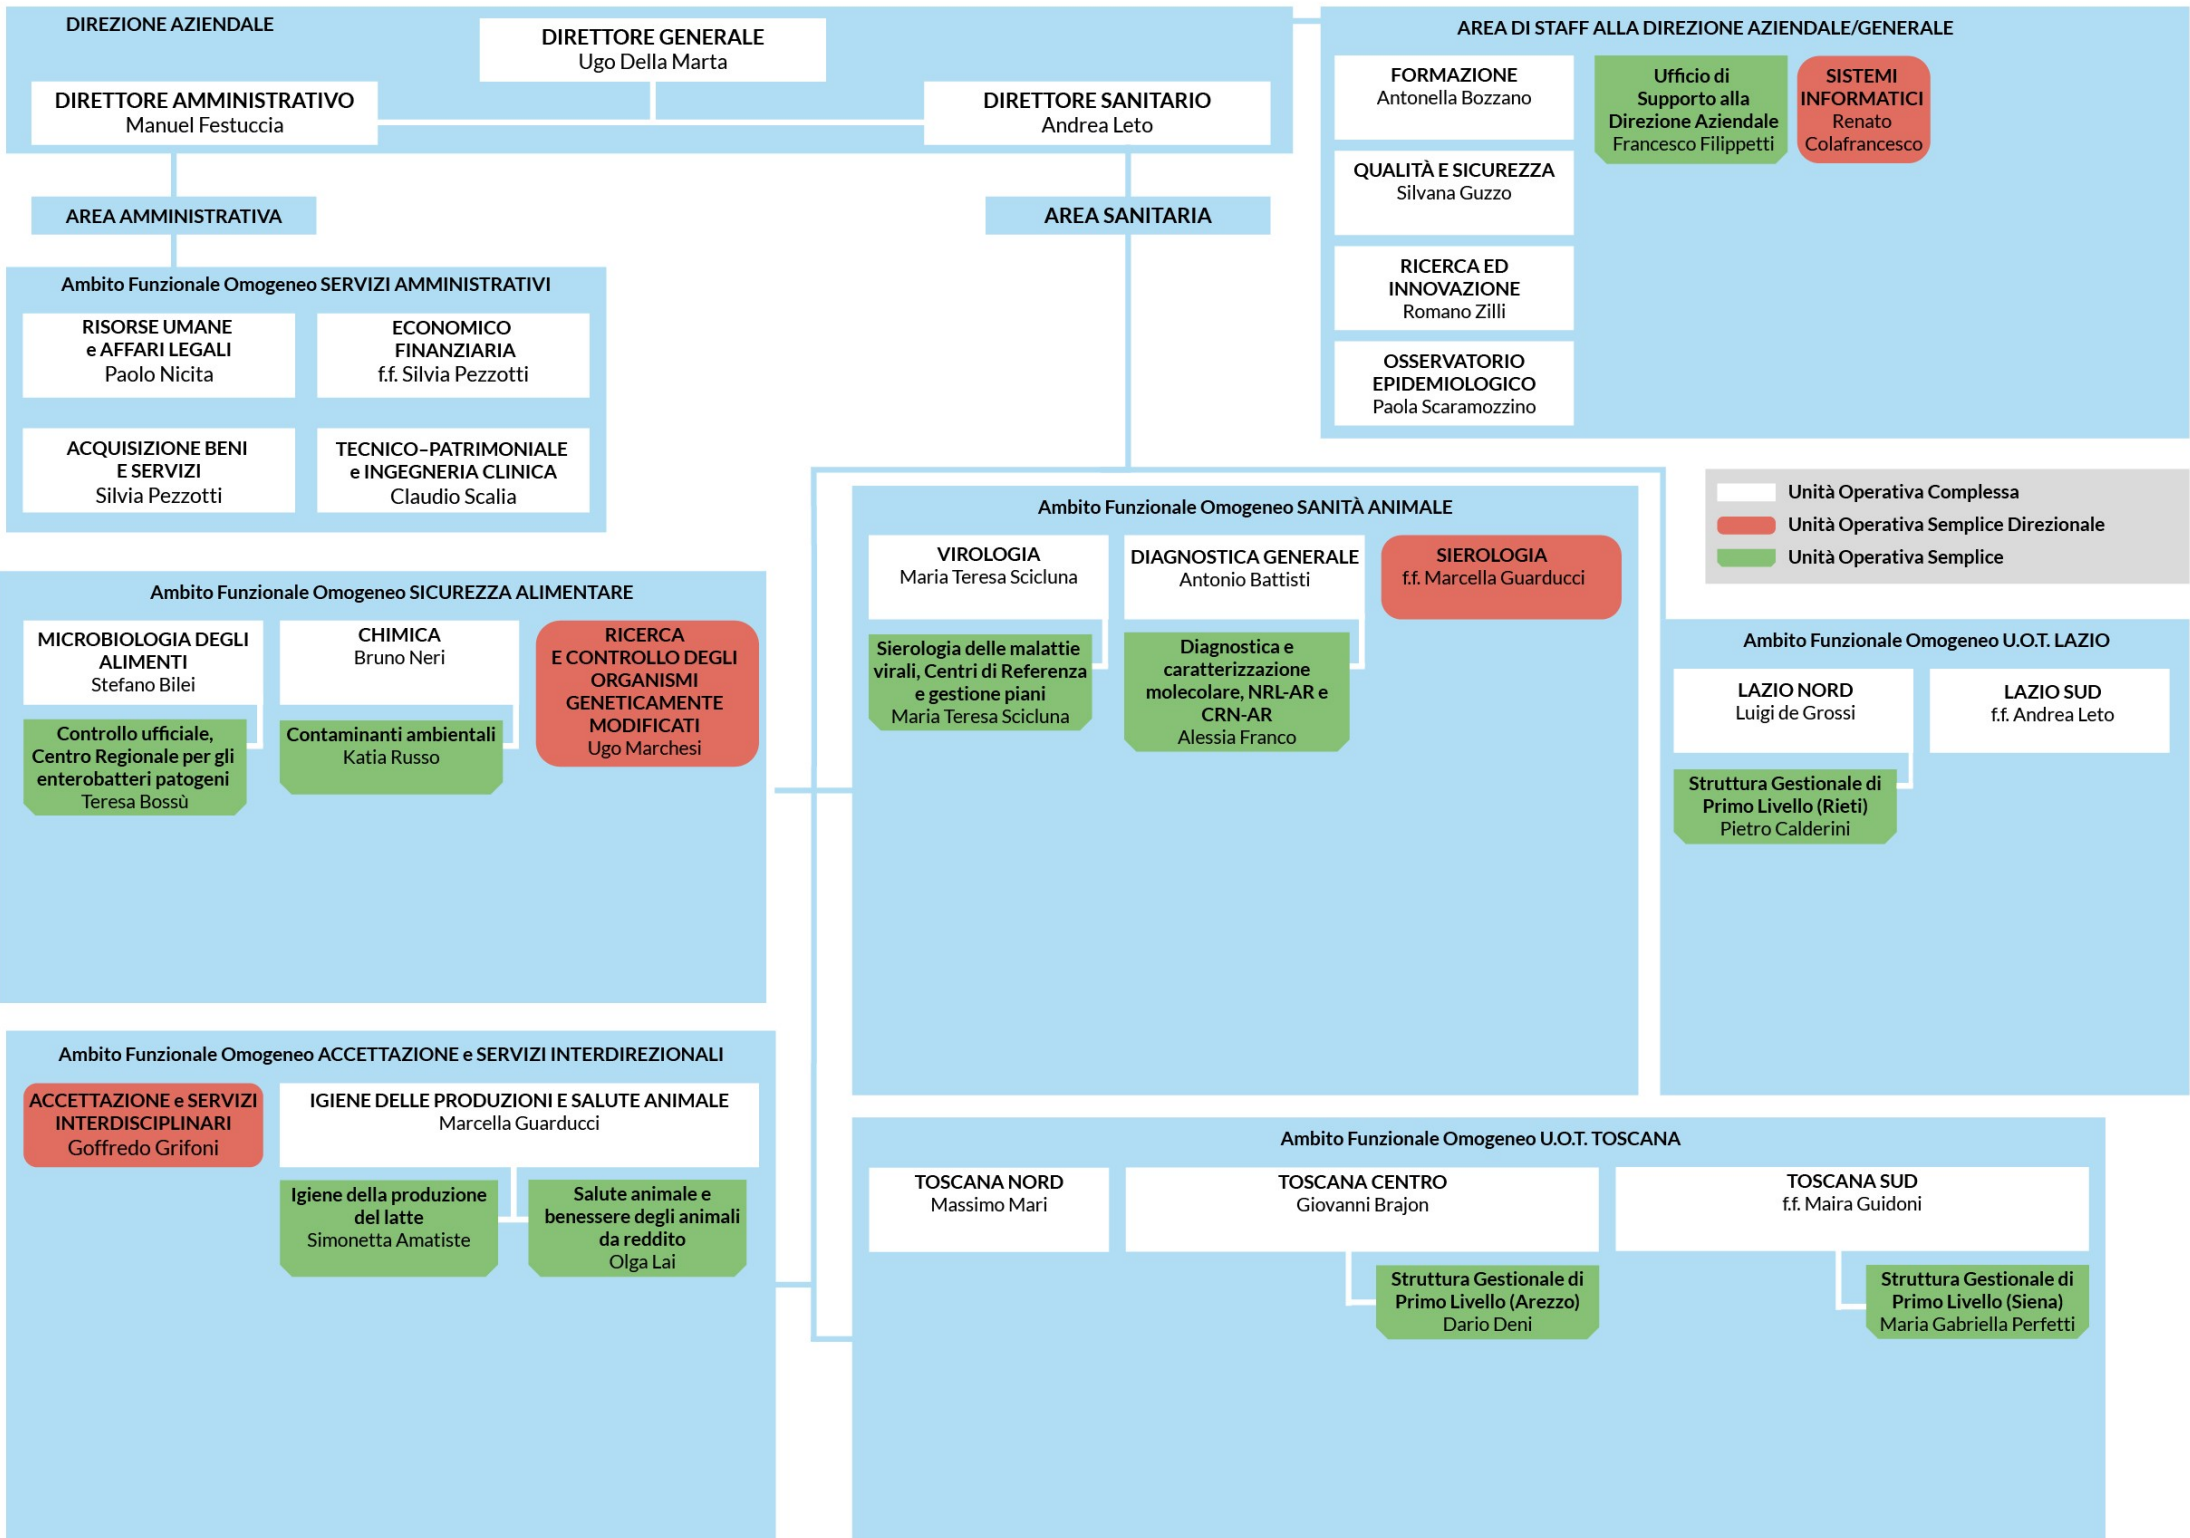 DIREZIONE AZIENDALE
DIRETTORE GENERALE
Ugo Della Marta
DIRETTORE AMMINISTRATIVO
Manuel Festuccia
DIRETTORE SANITARIO
Andrea Leto
AREA DI STAFF ALLA DIREZIONE AZIENDALE/GENERALE
FORMAZIONE
Antonella Bozzano
Ufficio di
Supporto alla
Direzione Aziendale
Francesco Filippetti
SISTEMI
INFORMATICI
Renato
Colafrancesco
QUALITÀ E SICUREZZA
Silvana Guzzo
RICERCA ED
INNOVAZIONE
Romano Zilli
OSSERVATORIO
EPIDEMIOLOGICO
Paola Scaramozzino
AREA AMMINISTRATIVA
AREA SANITARIA
Ambito Funzionale Omogeneo SERVIZI AMMINISTRATIVI
RISORSE UMANE
e AFFARI LEGALI
Paolo Nicita
ECONOMICO
FINANZIARIA
f.f. Silvia Pezzotti
ACQUISIZIONE BENI
E SERVIZI
Silvia Pezzotti
TECNICO–PATRIMONIALE
e INGEGNERIA CLINICA
Claudio Scalia
Unità Operativa Complessa
Unità Operativa Semplice Direzionale
Unità Operativa Semplice
Ambito Funzionale Omogeneo SANITÀ ANIMALE
VIROLOGIA
Maria Teresa Scicluna
DIAGNOSTICA GENERALE
Antonio Battisti
SIEROLOGIA
f.f. Marcella Guarducci
Sierologia delle malattie
virali, Centri di Referenza
e gestione piani
Maria Teresa Scicluna
Diagnostica e
caratterizzazione
molecolare, NRL-AR e
CRN-AR
Alessia Franco
Ambito Funzionale Omogeneo SICUREZZA ALIMENTARE
MICROBIOLOGIA DEGLI
ALIMENTI
Stefano Bilei
CHIMICA
Bruno Neri
RICERCA
E CONTROLLO DEGLI
ORGANISMI
GENETICAMENTE
MODIFICATI
Ugo Marchesi
Controllo ufficiale,
Centro Regionale per gli
enterobatteri patogeni
Teresa Bossù
Contaminanti ambientali
Katia Russo
Ambito Funzionale Omogeneo U.O.T. LAZIO
LAZIO NORD
Luigi de Grossi
LAZIO SUD
f.f. Andrea Leto
Struttura Gestionale di
Primo Livello (Rieti)
Pietro Calderini
Ambito Funzionale Omogeneo ACCETTAZIONE e SERVIZI INTERDIREZIONALI
ACCETTAZIONE e SERVIZI
INTERDISCIPLINARI
Goffredo Grifoni
IGIENE DELLE PRODUZIONI E SALUTE ANIMALE
Marcella Guarducci
Igiene della produzione
del latte
Simonetta Amatiste
Salute animale e
benessere degli animali
da reddito
Olga Lai
Ambito Funzionale Omogeneo U.O.T. TOSCANA
TOSCANA NORD
Massimo Mari
TOSCANA CENTRO
Giovanni Brajon
TOSCANA SUD
f.f. Maira Guidoni
Struttura Gestionale di
Primo Livello (Arezzo)
Dario Deni
Struttura Gestionale di
Primo Livello (Siena)
Maria Gabriella Perfetti